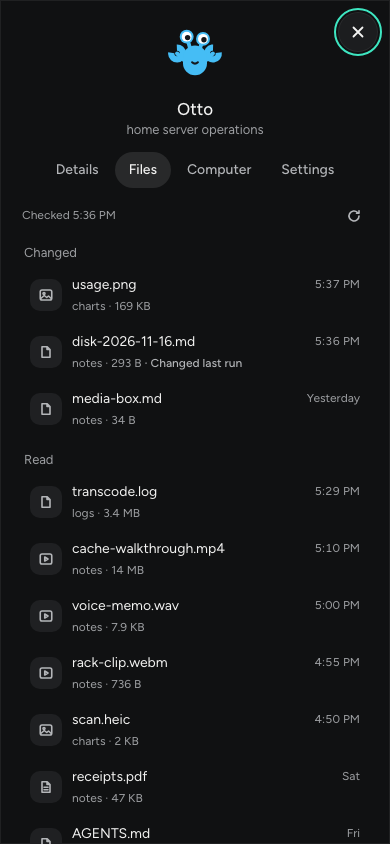 Otto
home server operations
Details Files Computer Settings
Checked 5:36 PM
Changed
usage.png 5:37 PM
charts · 169 KB
disk-2026-11-16.md 5:36 PM
notes · 293 B · Changed last run
media-box.md Yesterday
notes · 34 B
Read
transcode.log 5:29 PM
logs · 3.4 MB
cache-walkthrough.mp4 5:10 PM
notes · 14 MB
voice-memo.wav 5:00 PM
notes · 7.9 KB
rack-clip.webm 4:55 PM
notes · 736 B
scan.heic 4:50 PM
charts · 2 KB
receipts.pdf Sat
notes · 47 KB
AGENTS.md Fri